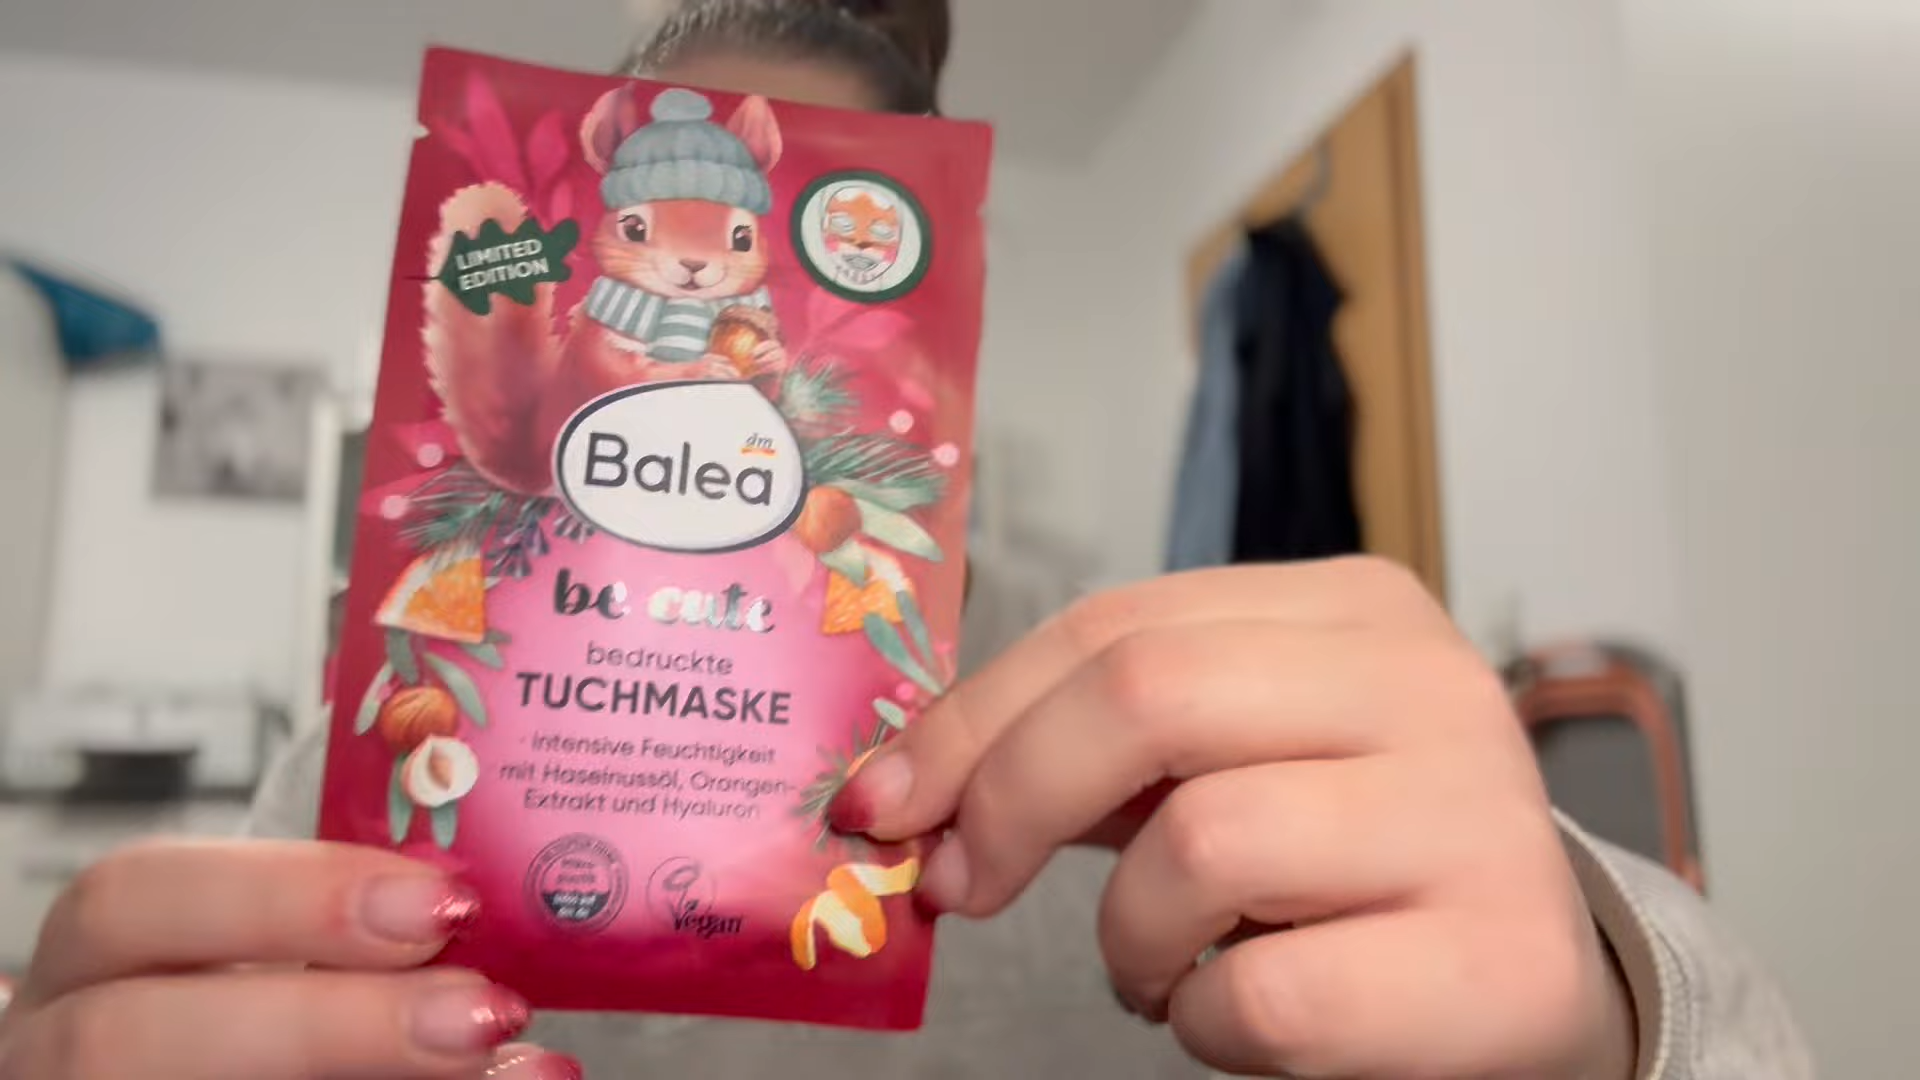 LIMITED
EDITION
dm
Balea
be cute
bedruckte
TUCHMASKE
Intensive Feuchtigkeit
mit Haselnussöl, Orangen-
Extrakt und Hyaluron
Vegan